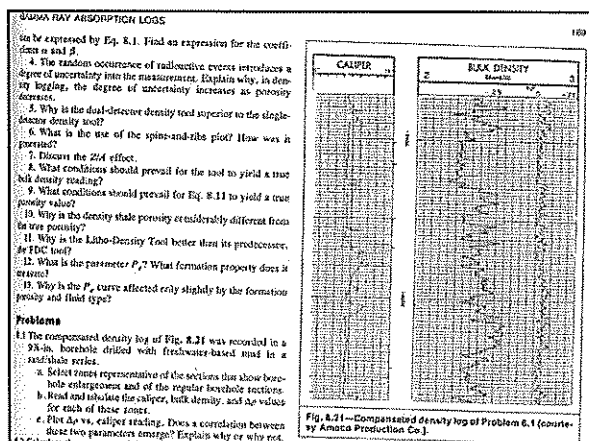 GAMMA RAY ABSORPTION LOGS
169
can be expressed by Eq. 8.1. Find an expression for the coeffi-
cients α and β.
4. The random occurrence of radioactive events introduces a
degree of uncertainty into the measurement. Explain why, in den-
sity logging, the degree of uncertainty increases as porosity
decreases.
5. Why is the dual-detector density tool superior to the single-
detector density tool?
6. What is the use of the spine-and-ribs plot? How was it
generated?
7. Discuss the Z/A effect.
8. What conditions should prevail for the tool to yield a true
bulk density reading?
9. What conditions should prevail for Eq. 8.11 to yield a true
porosity value?
10. Why is the density shale porosity considerably different from
its true porosity?
11. Why is the Litho-Density Tool better than its predecessor,
the FDC tool?
12. What is the parameter Pe? What formation property does it
measure?
13. Why is the Pe curve affected only slightly by the formation
porosity and fluid type?
Problems
8.1 The compensated density log of Fig. 8.21 was recorded in a
borehole drilled with freshwater-based mud in a
sand/shale series.
a. Select zones representative of the sections that show bore-
hole enlargement and of the regular borehole sections.
b. Read and tabulate the caliper, bulk density, and Δρ values
for each of these zones.
c. Plot Δρ vs. caliper reading. Does a correlation between
these two parameters emerge? Explain why or why not.
CALIPER
BULK DENSITY
2
3
Fig. 8.21—Compensated density log of Problem 8.1 (courte-
sy Amoco Production Co.).